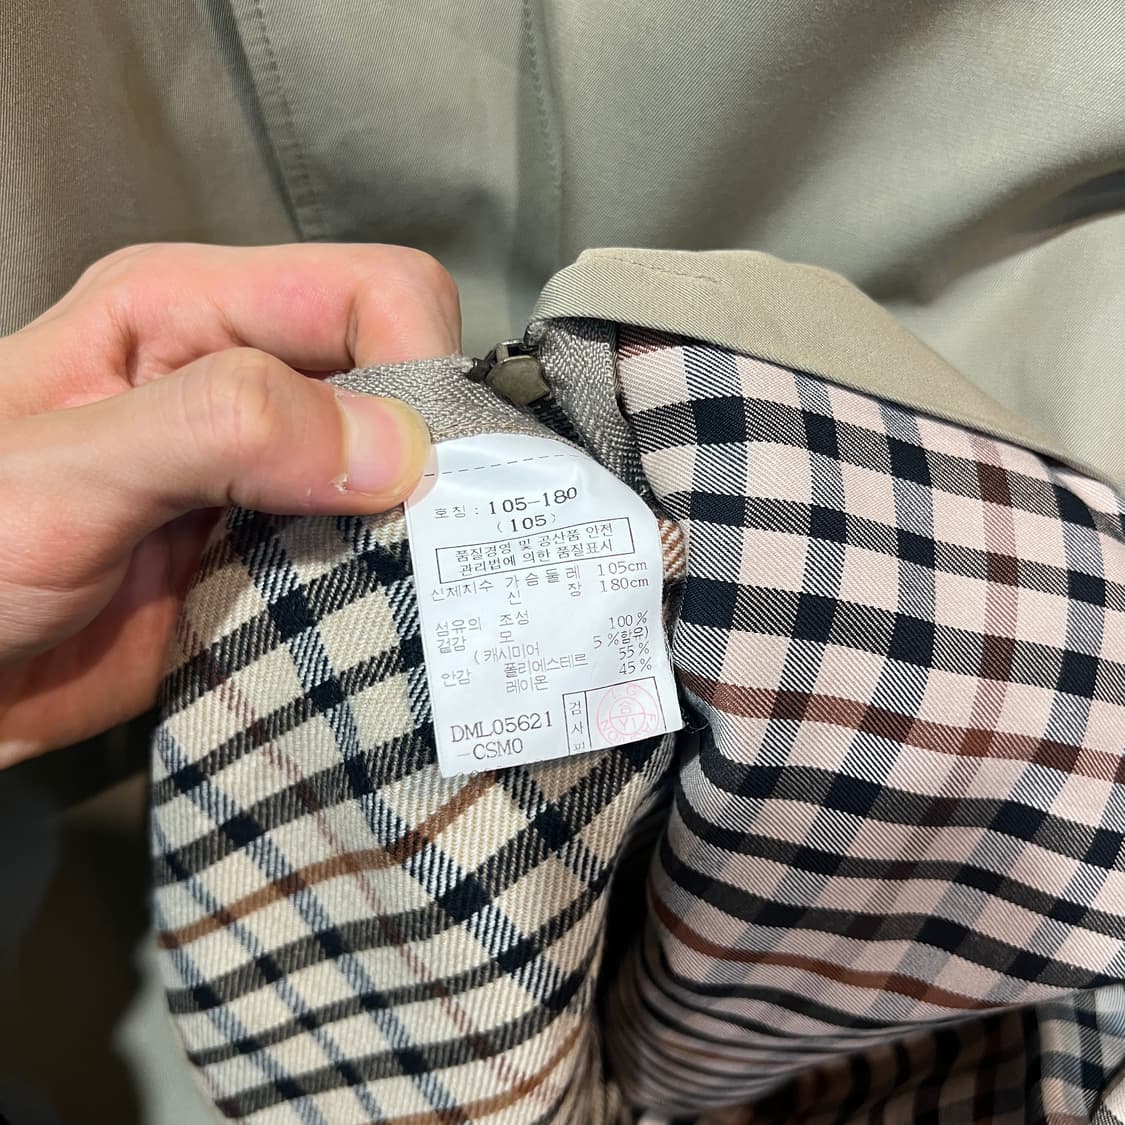 호칭 : 105-180
( 105 )
품질경영 및 공산품 안전
관리법에 의한 품질표시
신체치수 가 슴 둘 레 105cm
신 장 180cm
섬유의 조성
겉감 모 100%
( 캐시미어 5%함유)
안감 폴리에스테르 55%
레이온 45%
DML05621
-CSM0
검
사
LG
합